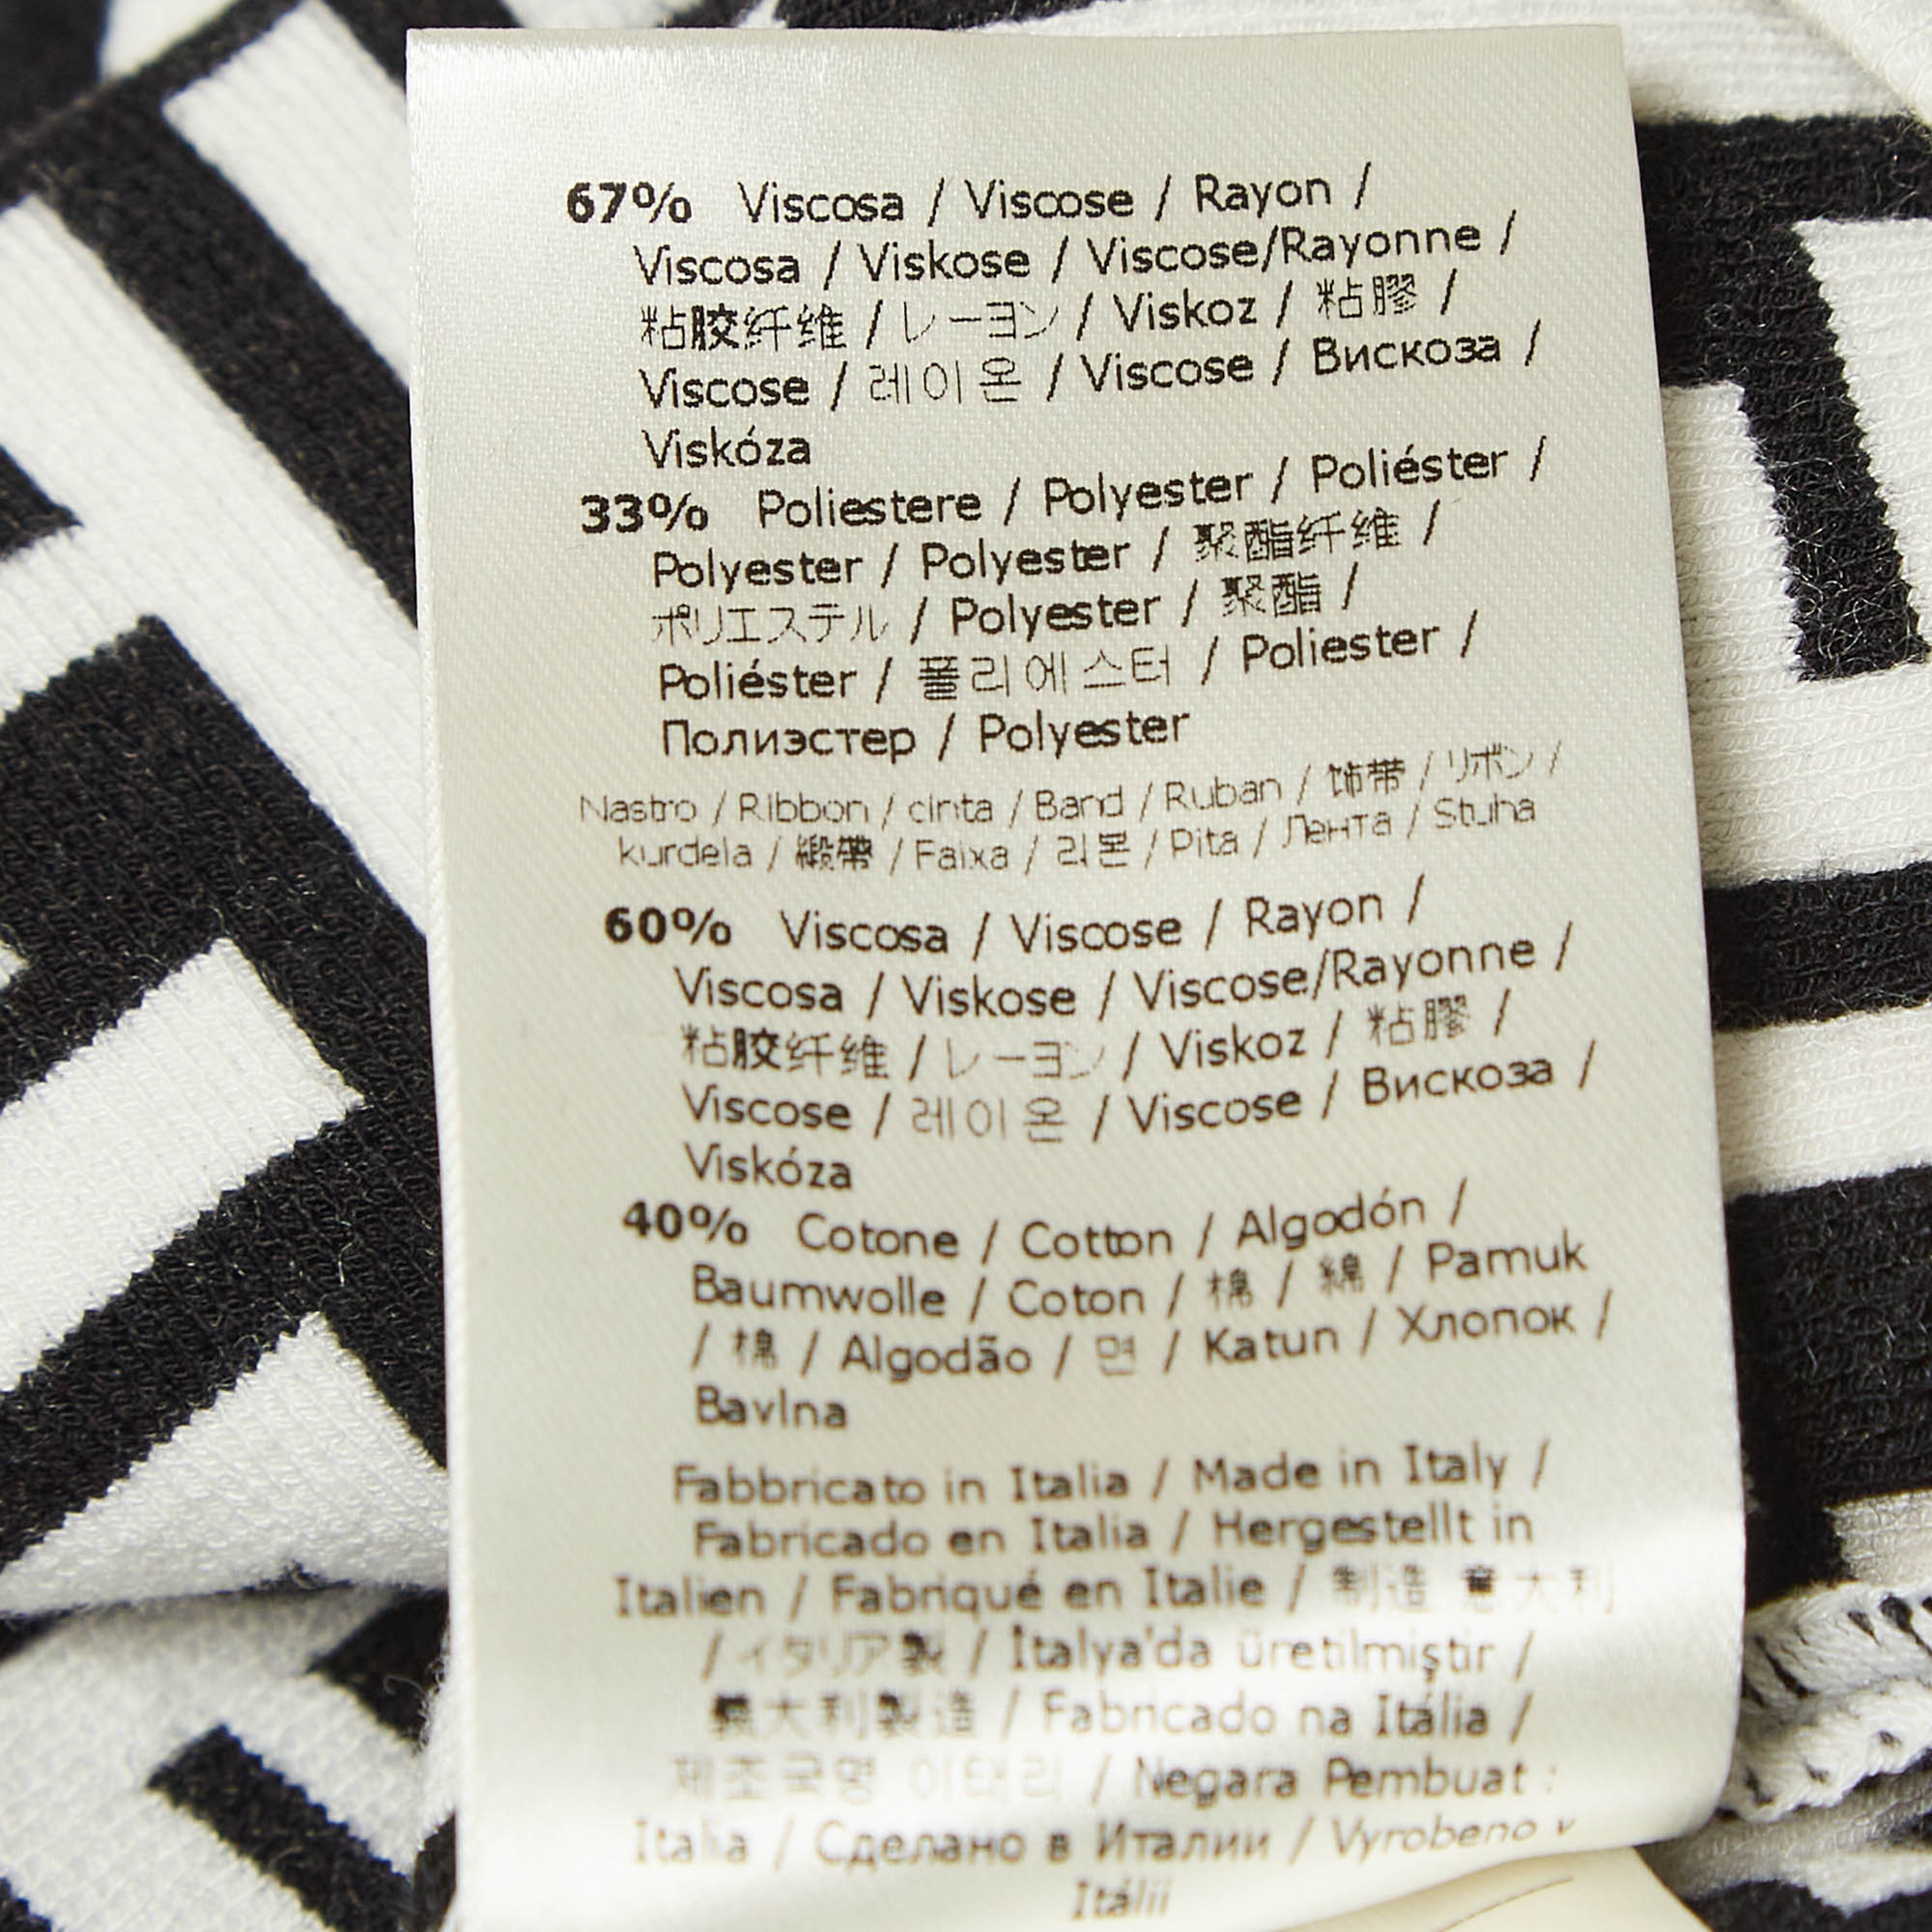 67% Viscosa / Viscose / Rayon /
Viscosa / Viskose / Viscose/Rayonne /
粘胶纤维 / レーヨン / Viskoz / 粘膠 /
Viscose / 레이온 / Viscose / Вискоза /
Viskóza
33% Poliestere / Polyester / Poliéster /
Polyester / Polyester / 聚酯纤维 /
ポリエステル / Polyester / 聚酯 /
Poliéster / 폴리에스터 / Poliester /
Полиэстер / Polyester
Nastro / Ribbon / cinta / Band / Ruban / 饰带 / リボン /
kurdela / 緞帶 / Faixa / 리본 / Pita / Лента / Stuha
60% Viscosa / Viscose / Rayon /
Viscosa / Viskose / Viscose/Rayonne /
粘胶纤维 / レーヨン / Viskoz / 粘膠 /
Viscose / 레이온 / Viscose / Вискоза /
Viskóza
40% Cotone / Cotton / Algodón /
Baumwolle / Coton / 棉 / 綿 / Pamuk
/ 棉 / Algodão / 면 / Katun / Хлопок /
Bavlna
Fabbricato in Italia / Made in Italy /
Fabricado en Italia / Hergestellt in
Italien / Fabriqué en Italie / 制造 意大利
/ イタリア製 / İtalya'da üretilmiştir /
義大利製造 / Fabricado na Itália /
제조국명 이태리 / Negara Pembuat :
Italia / Сделано в Италии / Vyrobeno v
Itálii